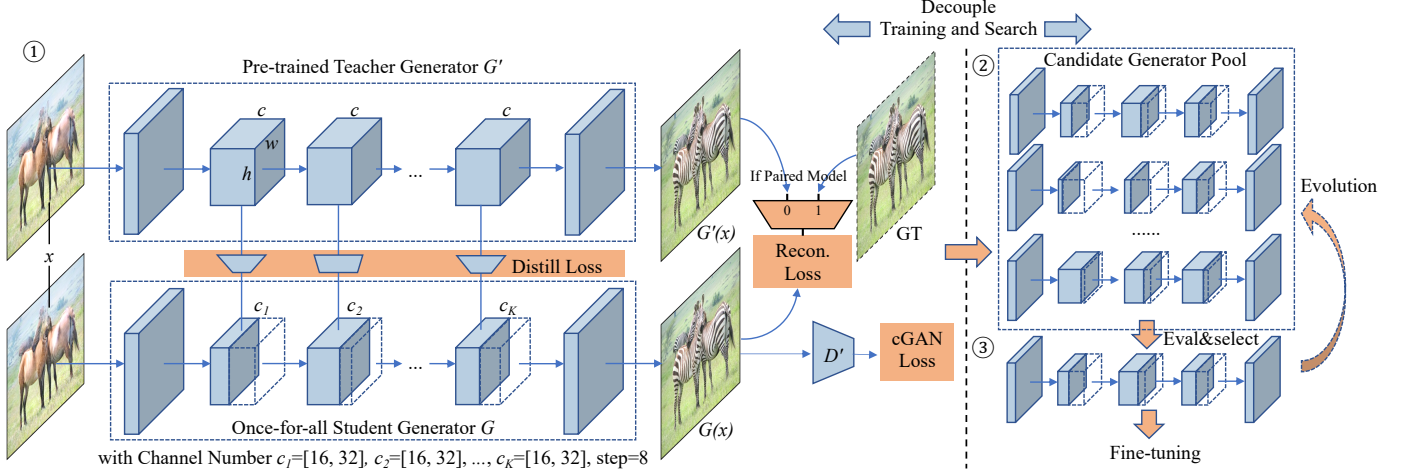 Decouple
Training and Search
①
Pre-trained Teacher Generator G′
c
c
c
w
h
...
x
G′(x)
If Paired Model
0 1
Recon.
Loss
GT
Distill Loss
c1
c2
cK
...
Once-for-all Student Generator G
with Channel Number c1=[16, 32], c2=[16, 32], ..., cK=[16, 32], step=8
G(x)
D′
cGAN
Loss
②
Candidate Generator Pool
......
Evolution
③
Eval&select
Fine-tuning